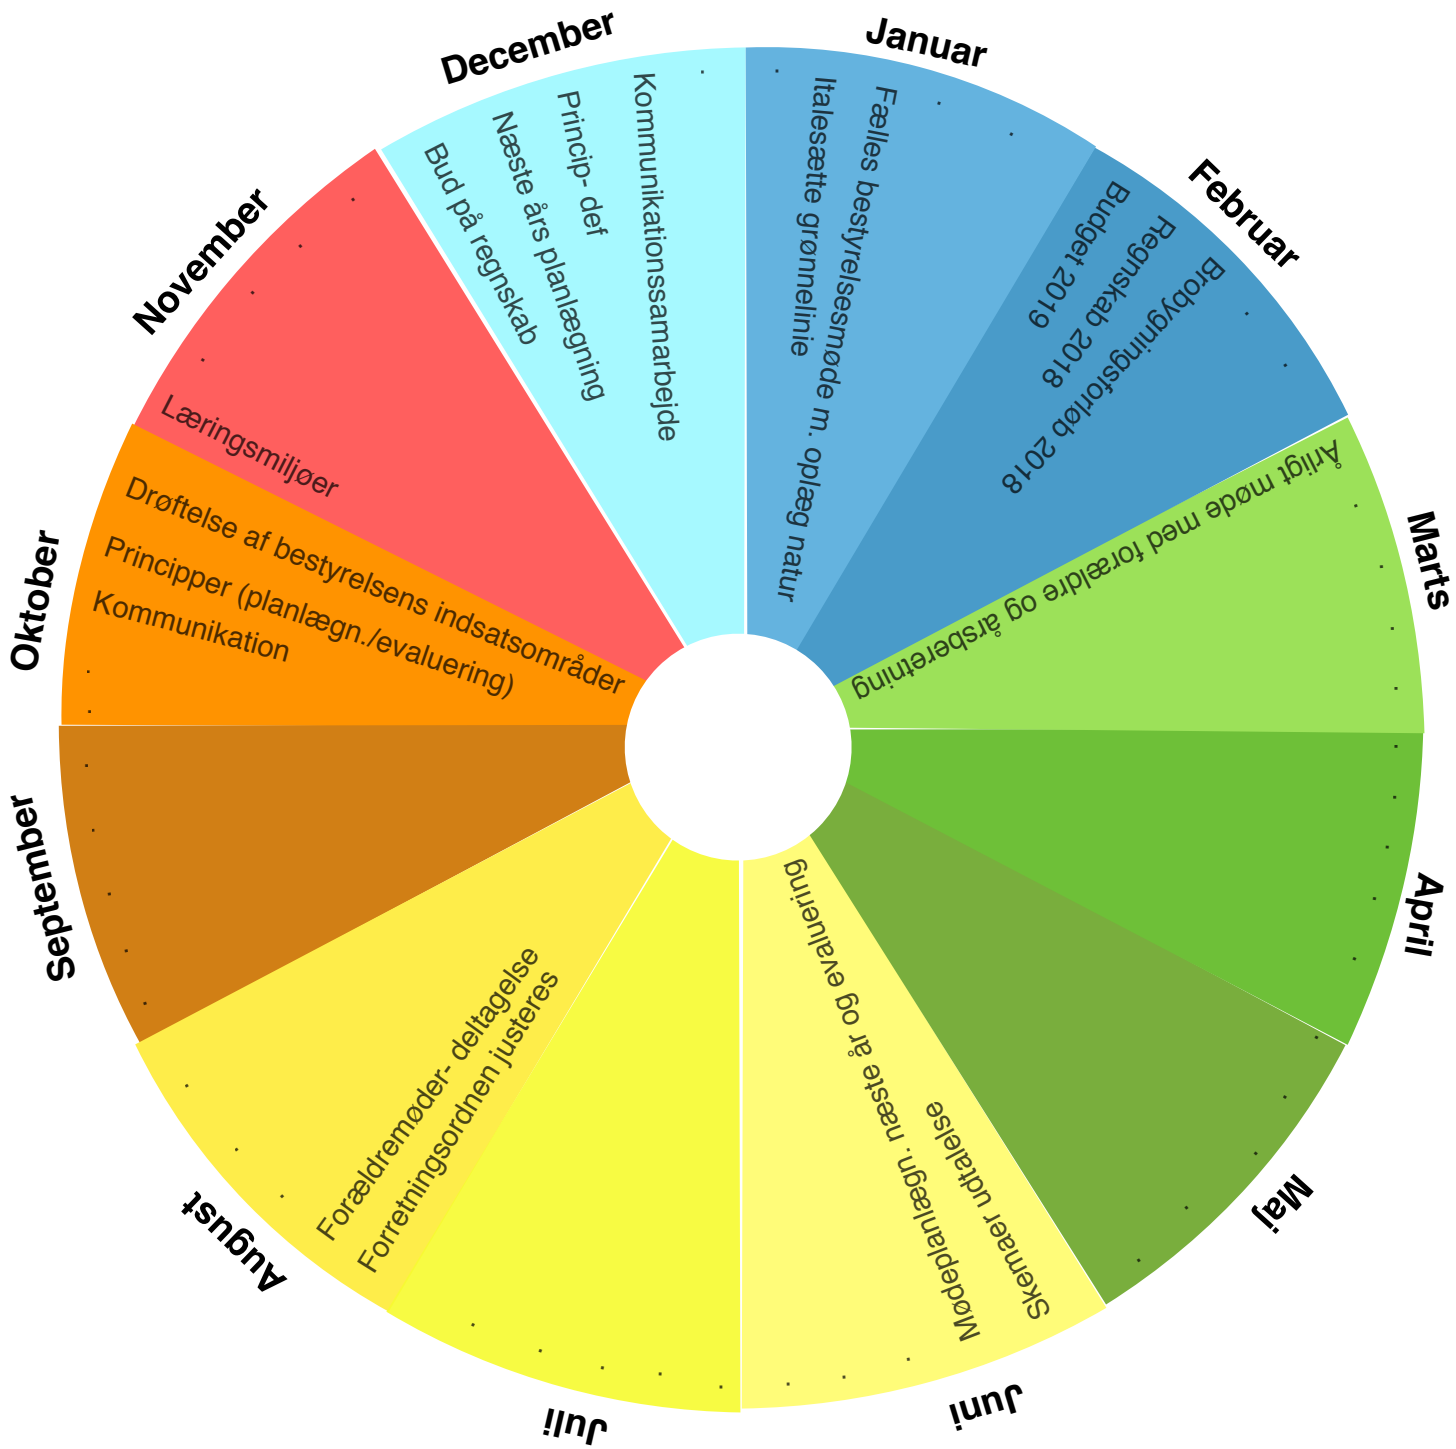 Januar
Italesætte grønnelinie
Fælles bestyrelsesmøde m. oplæg natur
Februar
Budget 2019
Regnskab 2018
Brobygningsforløb 2018
Marts
Årligt møde med forældre og årsberetning
April
Maj
Juni
Skemaer udtalelse
Mødeplanlægn. næeste år og evaluering
Juli
August
Forretningsordnen justeres
Forældremøder- deltagelse
September
Oktober
Kommunikation
Principper (planlægn./evaluering)
Drøftelse af bestyrelsens indsatsområder
November
Læringsmiljøer
December
Bud på regnskab
Næste års planlægning
Princip- def
Kommunikationssamarbejde